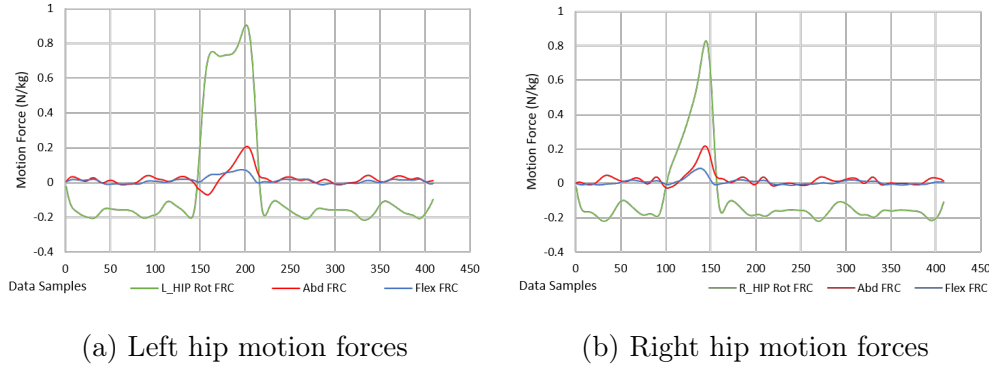 Motion Force (N/kg)
1
0.8
0.6
0.4
0.2
0
-0.2
-0.4
0 50 100 150 200 250 300 350 400 450
Data Samples
L_HIP Rot FRC Abd FRC Flex FRC
(a) Left hip motion forces
Motion Force (N/kg)
1
0.8
0.6
0.4
0.2
0
-0.2
-0.4
0 50 100 150 200 250 300 350 400 450
Data Samples
R_HIP Rot FRC Abd FRC Flex FRC
(b) Right hip motion forces